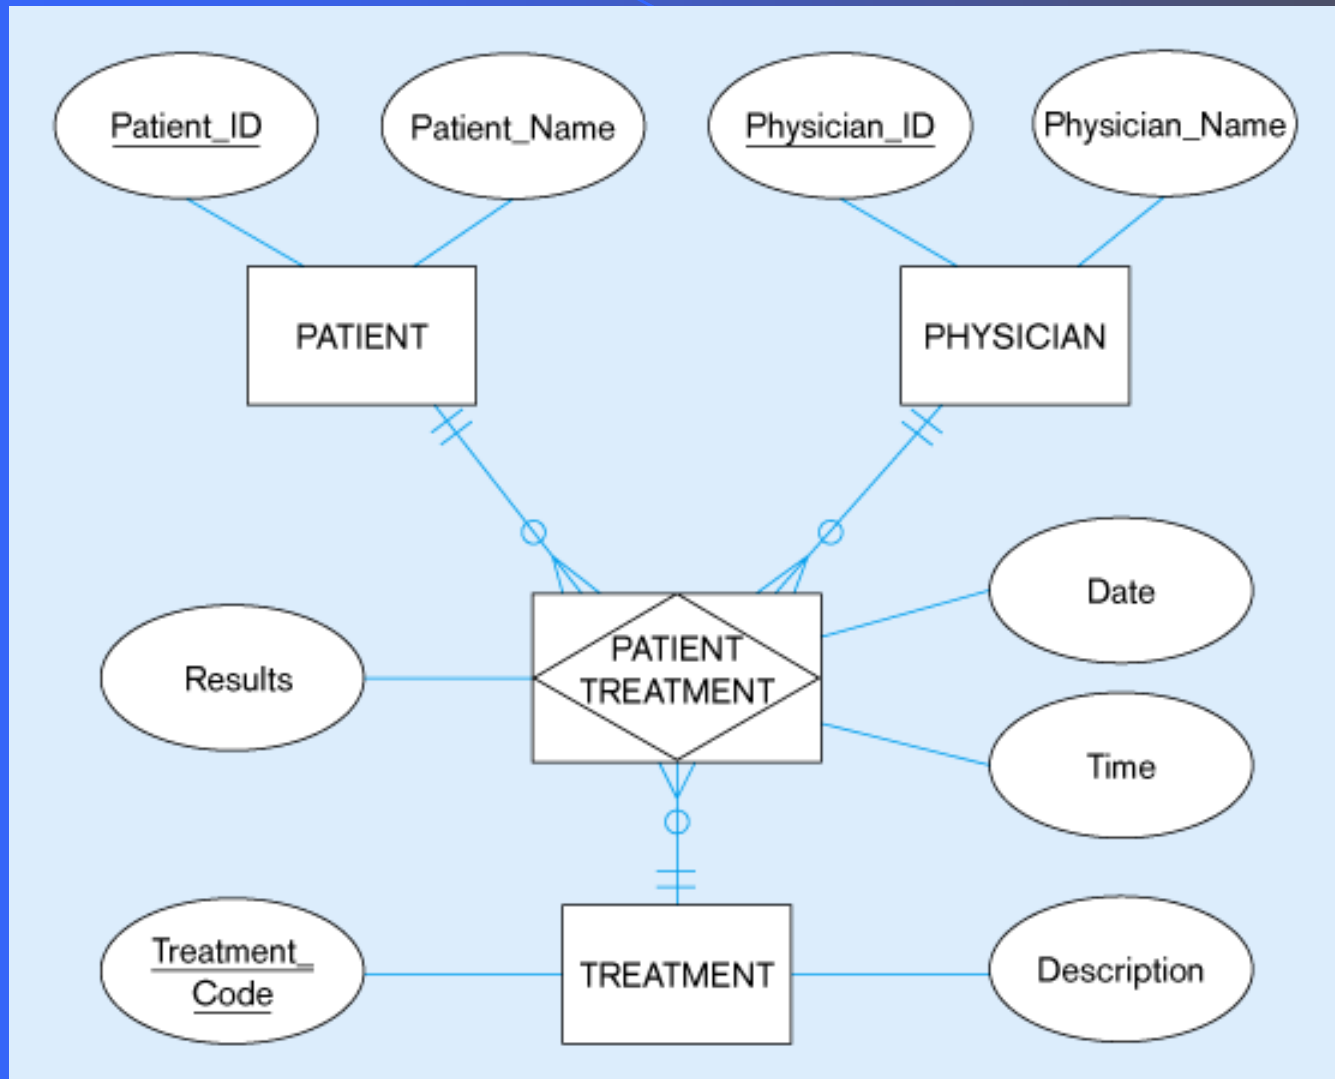 Patient_ID
Patient_Name
Physician_ID
Physician_Name
PATIENT
PHYSICIAN
Date
PATIENT
TREATMENT
Results
Time
Treatment_
Code
TREATMENT
Description